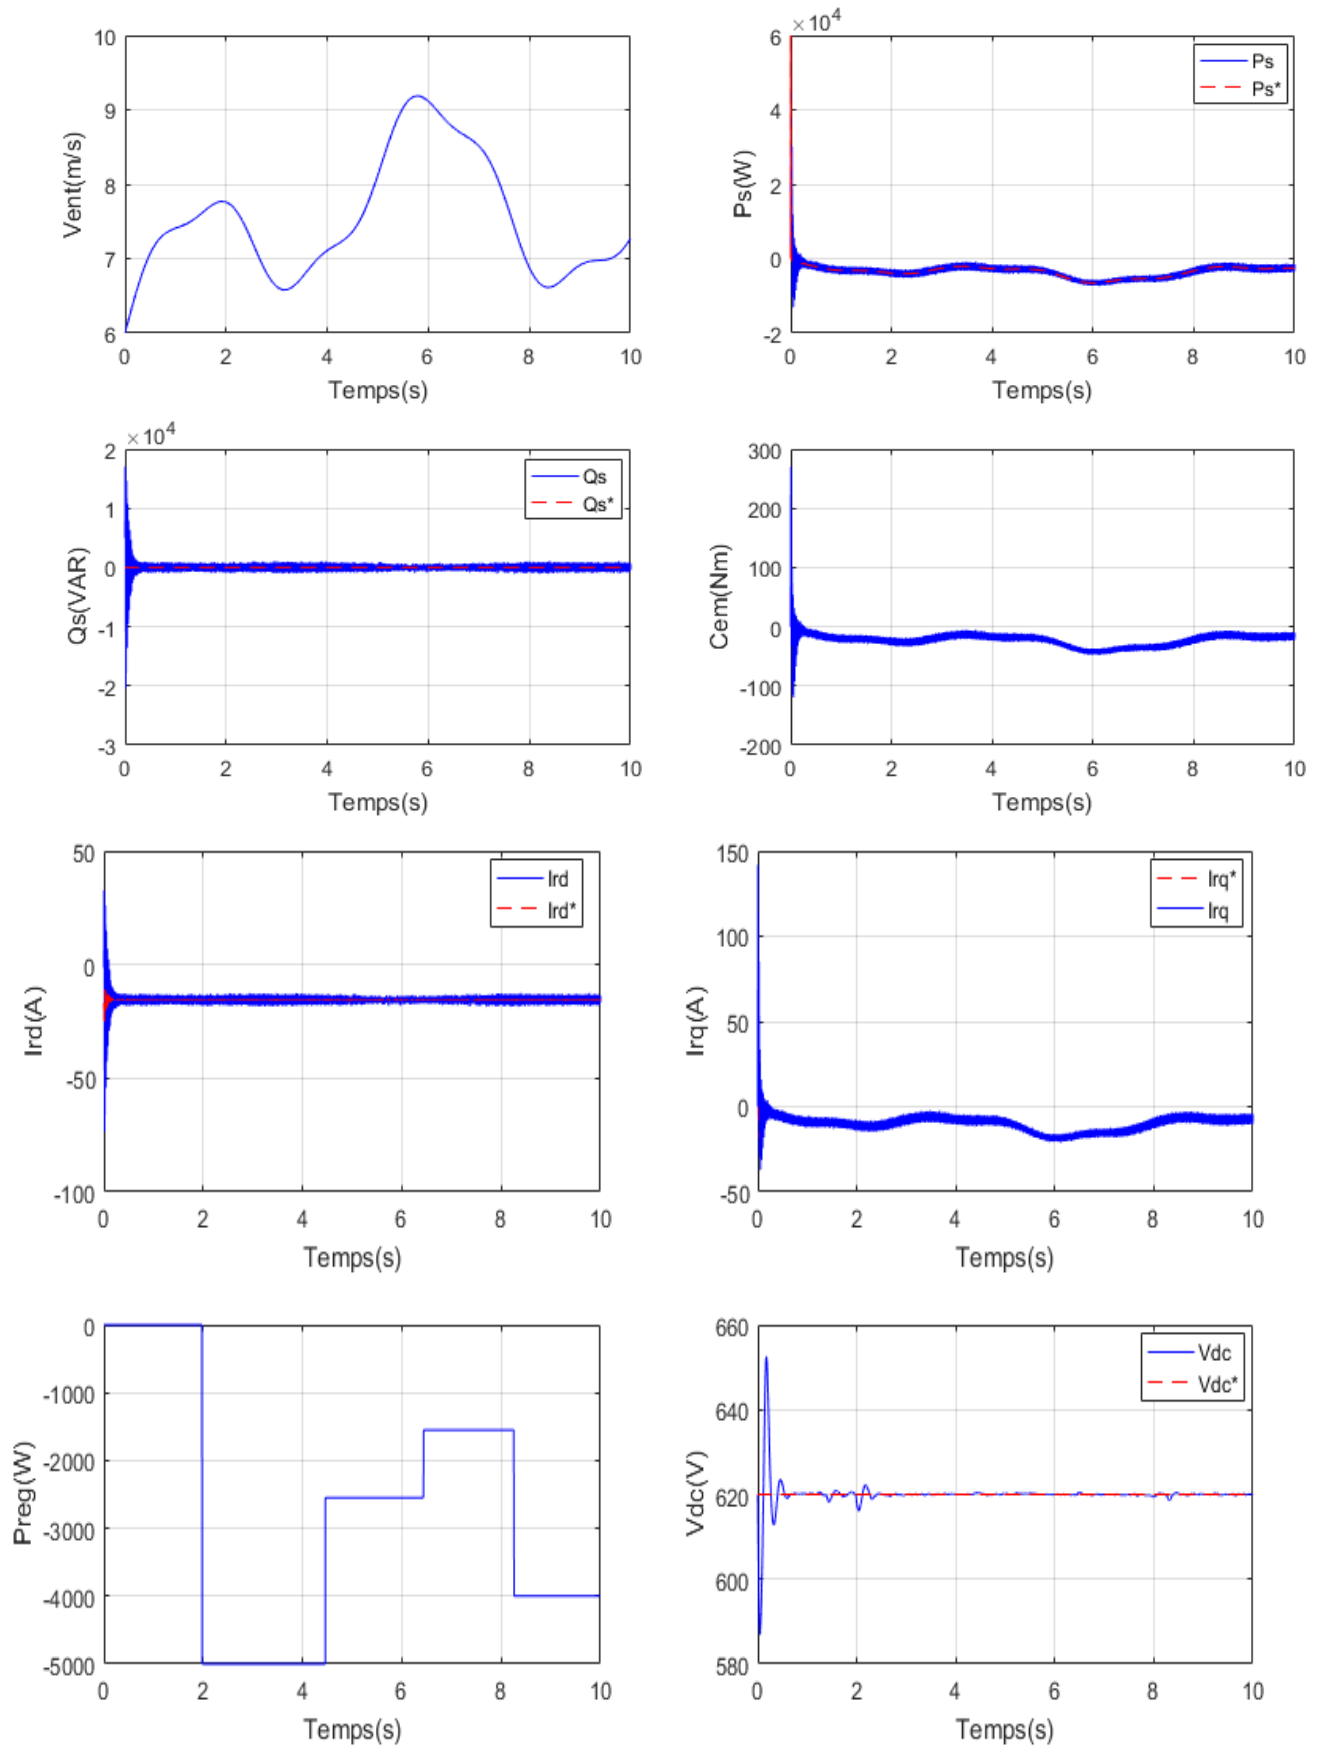 10
9
8
7
6
Vent(m/s)
0 2 4 6 8 10
Temps(s)
×10⁴
6
4
2
0
-2
Ps(W)
Ps
Ps*
0 2 4 6 8 10
Temps(s)
×10⁴
2
1
0
-1
-2
-3
Qs(VAR)
Qs
Qs*
0 2 4 6 8 10
Temps(s)
300
200
100
0
-100
-200
Cem(Nm)
0 2 4 6 8 10
Temps(s)
50
0
-50
-100
Ird(A)
Ird
Ird*
0 2 4 6 8 10
Temps(s)
150
100
50
0
-50
Irq(A)
Irq*
Irq
0 2 4 6 8 10
Temps(s)
0
-1000
-2000
-3000
-4000
-5000
Preg(W)
0 2 4 6 8 10
Temps(s)
660
640
620
600
580
Vdc(V)
Vdc
Vdc*
0 2 4 6 8 10
Temps(s)